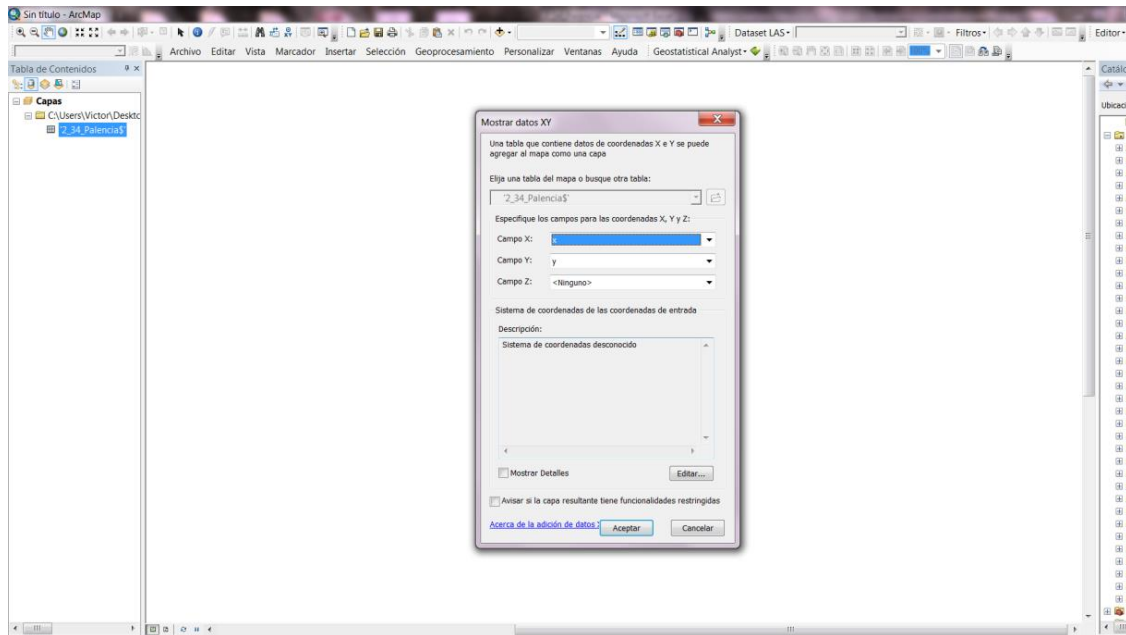 Sin título - ArcMap
Dataset LAS
Filtros
Editor
Archivo Editar Vista Marcador Insertar Selección Geoprocesamiento Personalizar Ventanas Ayuda Geostatistical Analyst
Tabla de Contenidos
Capas
C:\Users\Victor\Deskto
'2_34_Palencia$'
Catálo
Ubicaci
Mostrar datos XY
Una tabla que contiene datos de coordenadas X e Y se puede
agregar al mapa como una capa
Elija una tabla del mapa o busque otra tabla:
'2_34_Palencia$'
Especifique los campos para las coordenadas X, Y y Z:
Campo X: x
Campo Y: y
Campo Z: <Ninguno>
Sistema de coordenadas de las coordenadas de entrada
Descripción:
Sistema de coordenadas desconocido
Mostrar Detalles
Editar...
Avisar si la capa resultante tiene funcionalidades restringidas
Acerca de la adición de datos
Aceptar
Cancelar